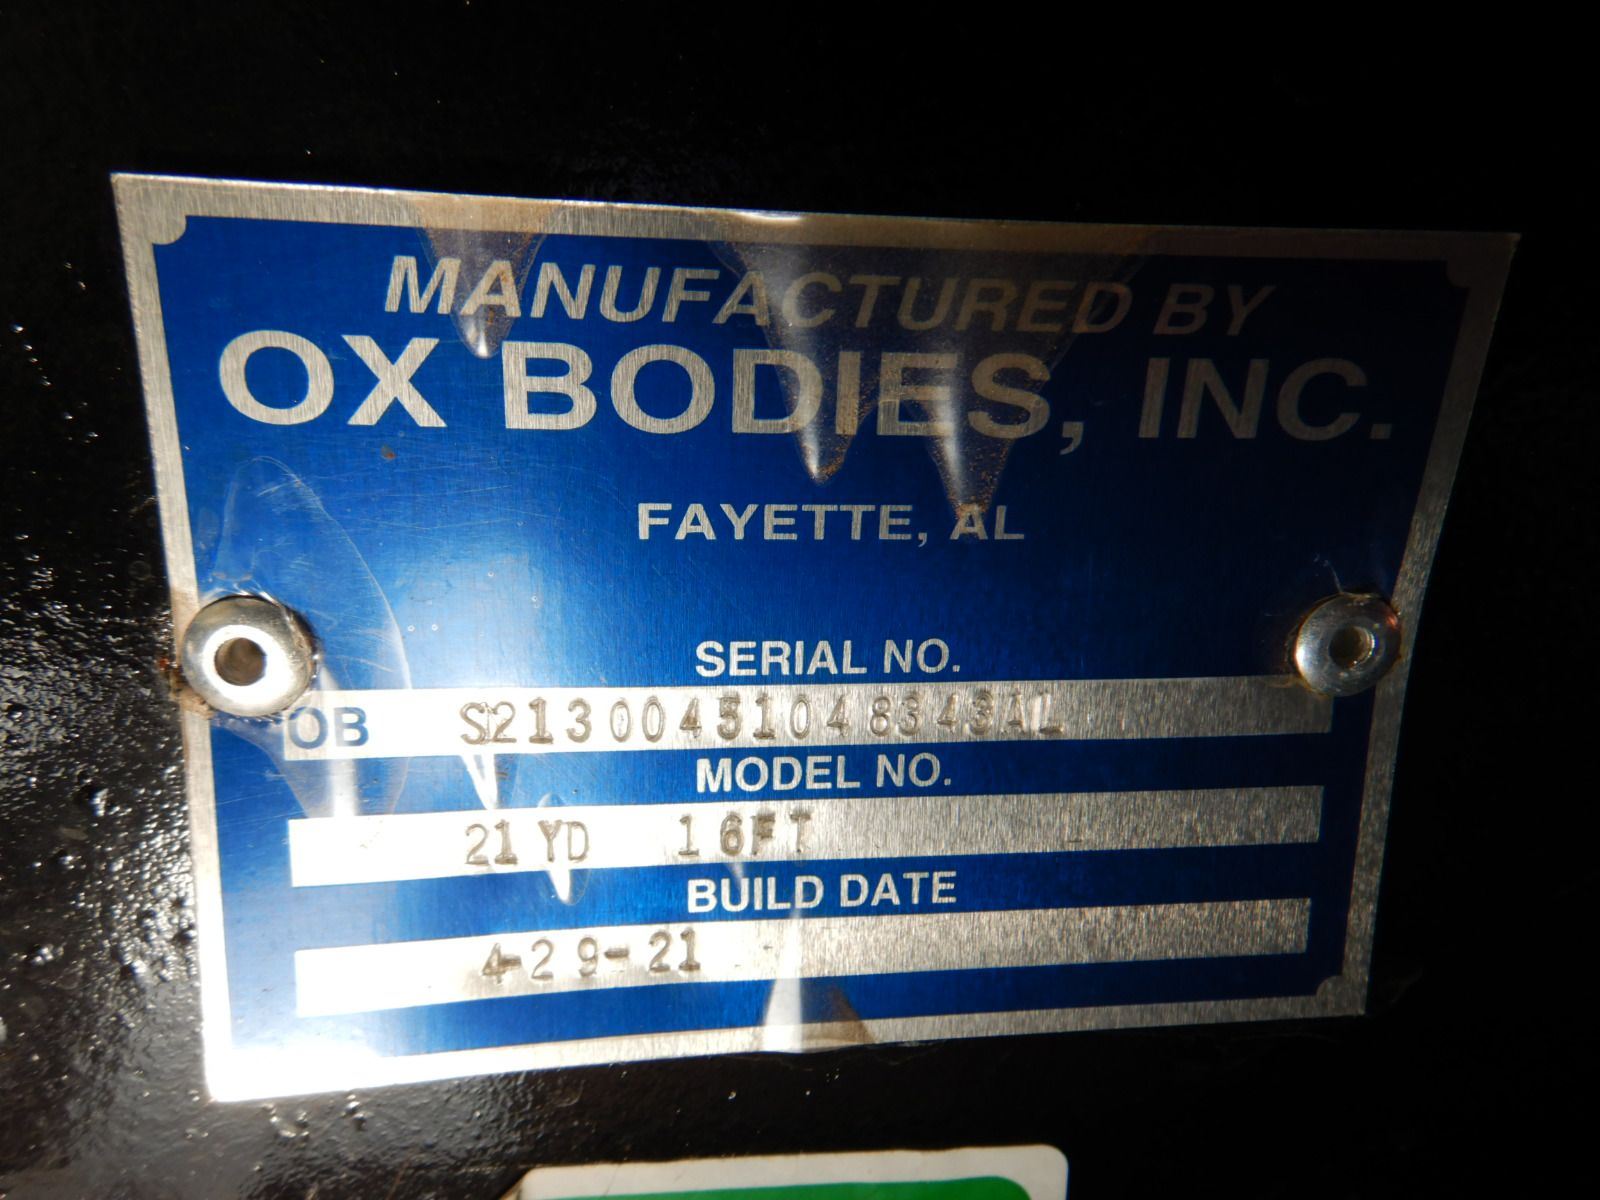 MANUFACTURED BY
OX BODIES, INC.
FAYETTE, AL
SERIAL NO.
OB S21300451048343AL
MODEL NO.
21 YD 16FT
BUILD DATE
4-29-21